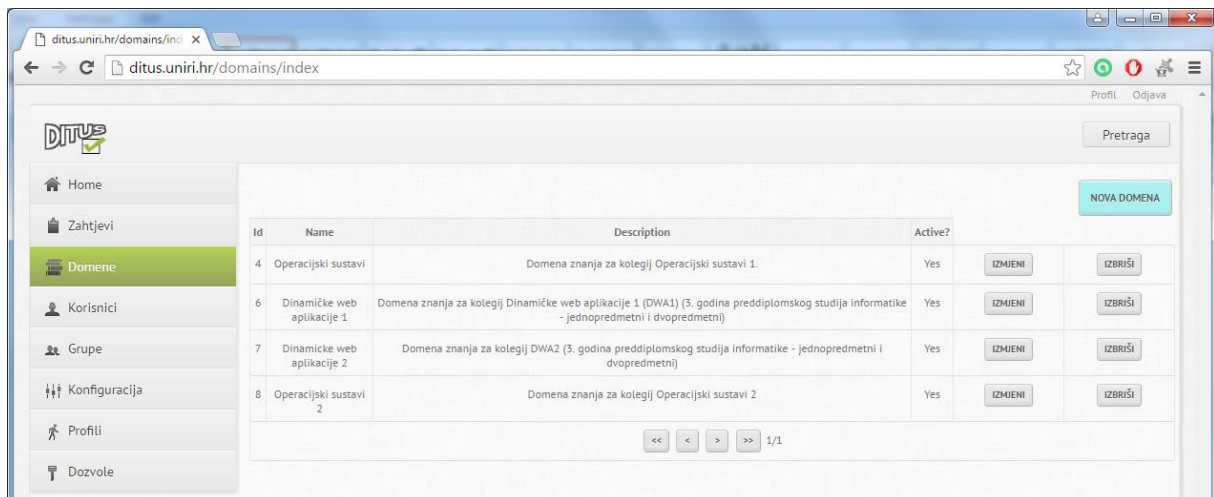 ditus.uniri.hr/domains/ind
ditus.uniri.hr/domains/index
Profil Odjava
DITUS
Pretraga
Home
Zahtjevi
Domene
Korisnici
Grupe
Konfiguracija
Profili
Dozvole
NOVA DOMENA
Id Name Description Active?
4 Operacijski sustavi Domena znanja za kolegij Operacijski sustavi 1. Yes IZMJENI IZBRIŠI
6 Dinamičke web Domena znanja za kolegij Dinamičke web aplikacije 1 (DWA1) (3. godina preddiplomskog studija informatike Yes IZMJENI IZBRIŠI
aplikacije 1 - jednopredmetni i dvopredmetni)
7 Dinamicke web Domena znanja za kolegij DWA2 (3. godina preddiplomskog studija informatike - jednopredmetni i Yes IZMJENI IZBRIŠI
aplikacije 2 dvopredmetni)
8 Operacijski sustavi Domena znanja za kolegij Operacijski sustavi 2 Yes IZMJENI IZBRIŠI
2
<< < > >> 1/1